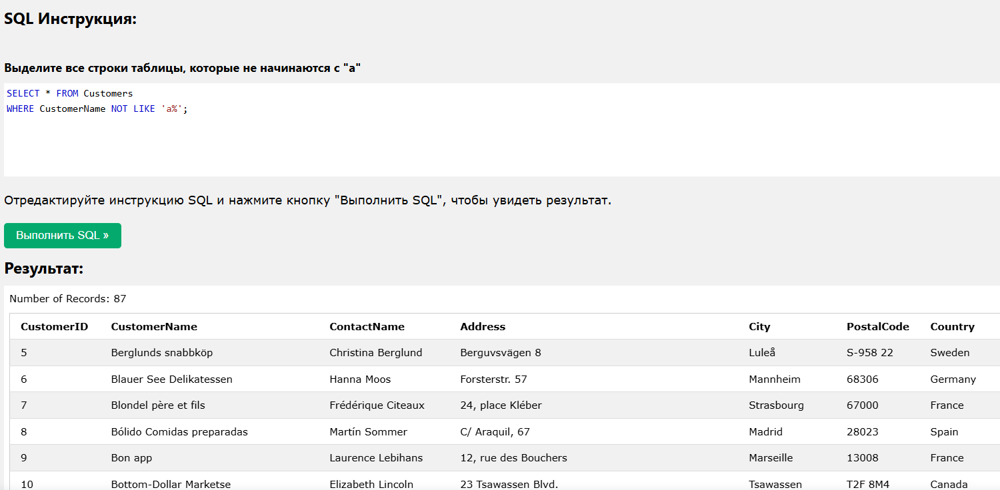 SQL Инструкция:
Выделите все строки таблицы, которые не начинаются с "a"
SELECT * FROM Customers
WHERE CustomerName NOT LIKE 'a%';
Отредактируйте инструкцию SQL и нажмите кнопку "Выполнить SQL", чтобы увидеть результат.
Выполнить SQL »
Результат:
Number of Records: 87
CustomerID CustomerName ContactName Address City PostalCode Country
5 Berglunds snabbköp Christina Berglund Berguvsvägen 8 Luleå S-958 22 Sweden
6 Blauer See Delikatessen Hanna Moos Forsterstr. 57 Mannheim 68306 Germany
7 Blondel père et fils Frédérique Citeaux 24, place Kléber Strasbourg 67000 France
8 Bólido Comidas preparadas Martín Sommer C/ Araquil, 67 Madrid 28023 Spain
9 Bon app Laurence Lebihans 12, rue des Bouchers Marseille 13008 France
10 Bottom-Dollar Marketse Elizabeth Lincoln 23 Tsawassen Blvd. Tsawassen T2F 8M4 Canada